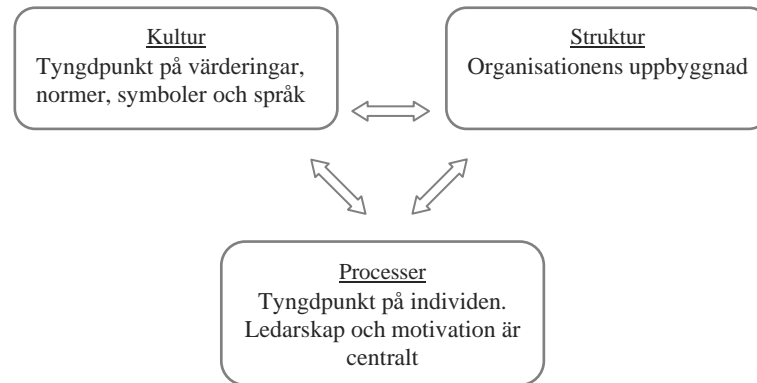 Kultur
Tyngdpunkt på värderingar,
normer, symboler och språk
Struktur
Organisationens uppbyggnad
Processer
Tyngdpunkt på individen.
Ledarskap och motivation är
centralt